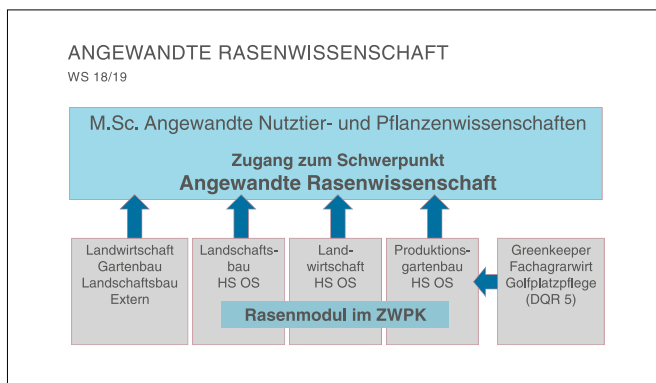 ANGEWANDTE RASENWISSENSCHAFT
WS 18/19
M.Sc. Angewandte Nutztier- und Pflanzenwissenschaften
Zugang zum Schwerpunkt
Angewandte Rasenwissenschaft
Landwirtschaft
Gartenbau
Landschaftsbau
Extern
Landschafts-
bau
HS OS
Land-
wirtschaft
HS OS
Produktions-
gartenbau
HS OS
Greenkeeper
Fachagrarwirt
Golfplatzpflege
(DQR 5)
Rasenmodul im ZWPK